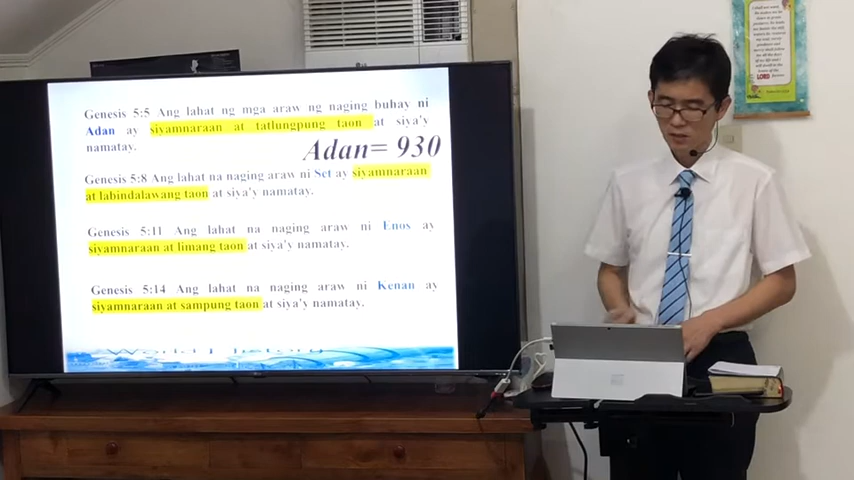 Genesis 5:5 Ang lahat ng mga araw ng naging buhay ni
Adan ay siyamnaraan at tatlungpung taon at siya'y
namatay.
Adan= 930
Genesis 5:8 Ang lahat na naging araw ni Set ay siyamnaraan
at labindalawang taon at siya'y namatay.
Genesis 5:11 Ang lahat na naging araw ni Enos ay
siyamnaraan at limang taon at siya'y namatay.
Genesis 5:14 Ang lahat na naging araw ni Kenan ay
siyamnaraan at sampung taon at siya'y namatay.
LORD